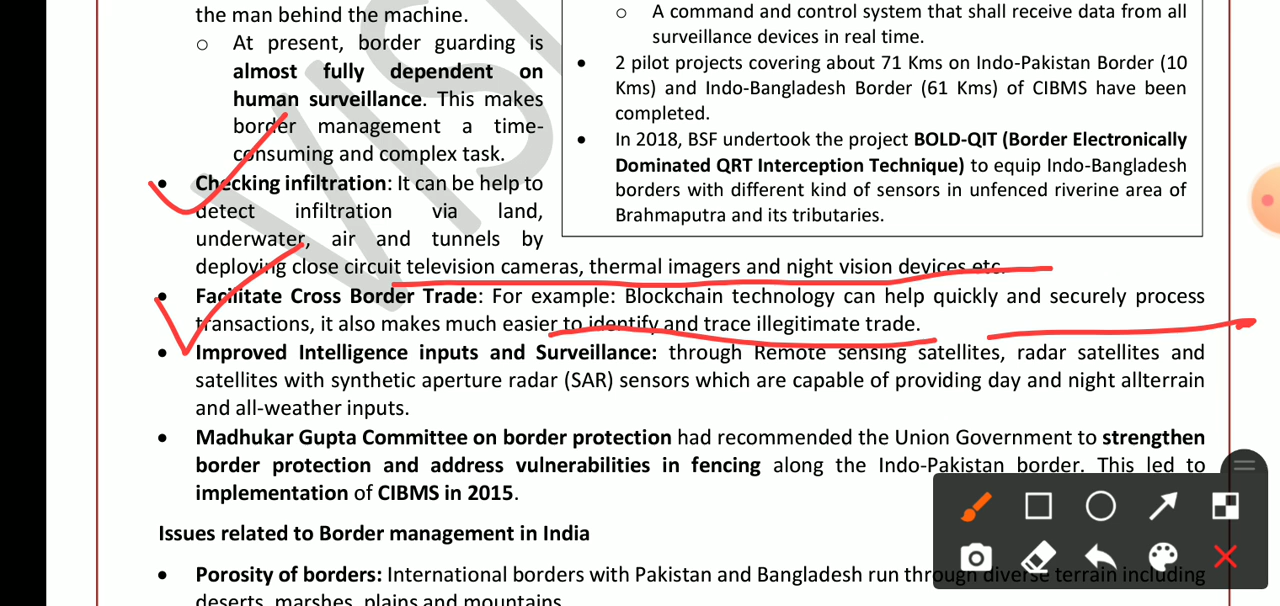 the man behind the machine.
o At present, border guarding is
almost fully dependent on
human surveillance. This makes
border management a time-
consuming and complex task.
• Checking infiltration: It can be help to
detect infiltration via land,
underwater, air and tunnels by
o A command and control system that shall receive data from all
surveillance devices in real time.
• 2 pilot projects covering about 71 Kms on Indo-Pakistan Border (10
Kms) and Indo-Bangladesh Border (61 Kms) of CIBMS have been
completed.
• In 2018, BSF undertook the project BOLD-QIT (Border Electronically
Dominated QRT Interception Technique) to equip Indo-Bangladesh
borders with different kind of sensors in unfenced riverine area of
Brahmaputra and its tributaries.
deploying close circuit television cameras, thermal imagers and night vision devices etc.
• Facilitate Cross Border Trade: For example: Blockchain technology can help quickly and securely process
transactions, it also makes much easier to identify and trace illegitimate trade.
• Improved Intelligence inputs and Surveillance: through Remote sensing satellites, radar satellites and
satellites with synthetic aperture radar (SAR) sensors which are capable of providing day and night allterrain
and all-weather inputs.
• Madhukar Gupta Committee on border protection had recommended the Union Government to strengthen
border protection and address vulnerabilities in fencing along the Indo-Pakistan border. This led to
implementation of CIBMS in 2015.
Issues related to Border management in India
• Porosity of borders: International borders with Pakistan and Bangladesh run through diverse terrain including
deserts, marshes, plains and mountains.